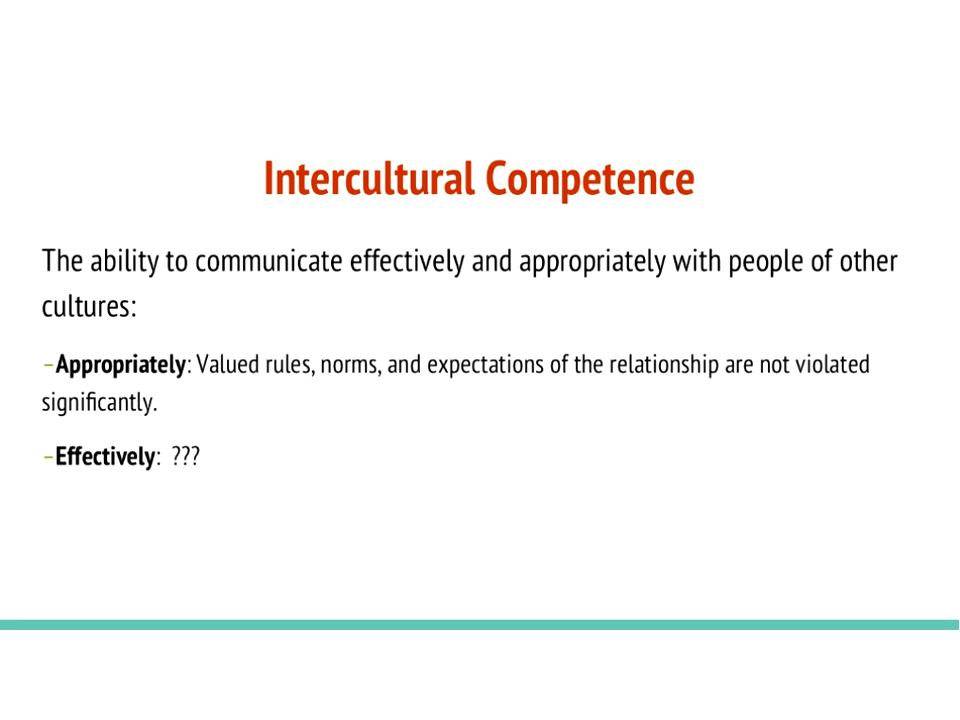 Intercultural Competence
The ability to communicate effectively and appropriately with people of other
cultures:
–Appropriately: Valued rules, norms, and expectations of the relationship are not violated
significantly.
–Effectively: ???